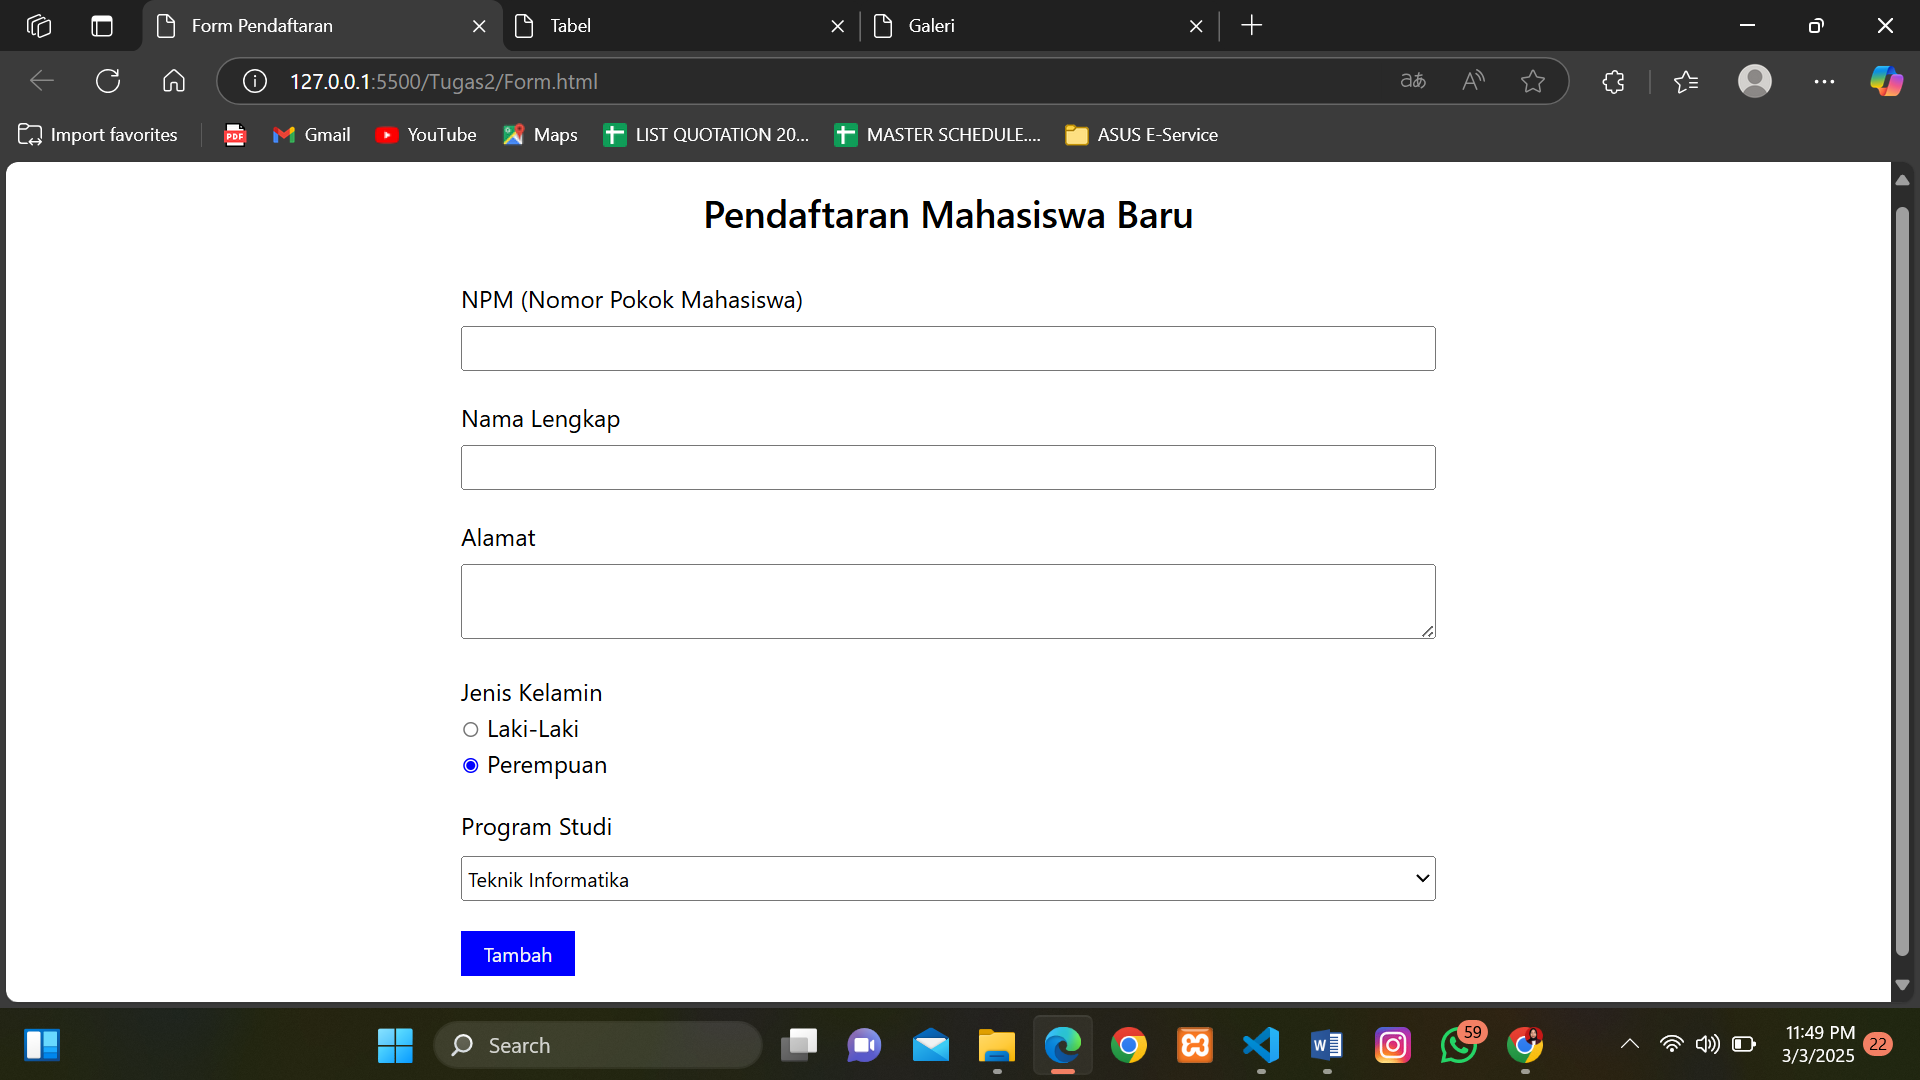 Form Pendaftaran
Tabel
Galeri
127.0.0.1:5500/Tugas2/Form.html
Import favorites
PDF
Gmail
YouTube
Maps
LIST QUOTATION 20...
MASTER SCHEDULE....
ASUS E-Service
Pendaftaran Mahasiswa Baru
NPM (Nomor Pokok Mahasiswa)
Nama Lengkap
Alamat
Jenis Kelamin
Laki-Laki
Perempuan
Program Studi
Teknik Informatika
Tambah
Search
59
11:49 PM
3/3/2025
22